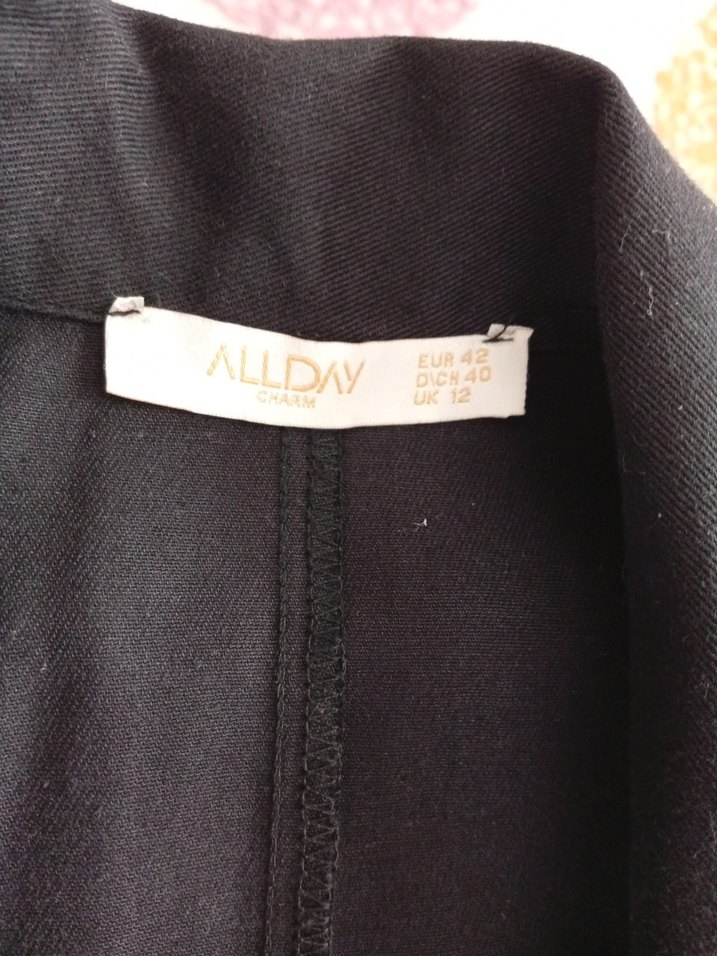 ALLDAY
CHARM
EUR 42
D\CH 40
UK 12